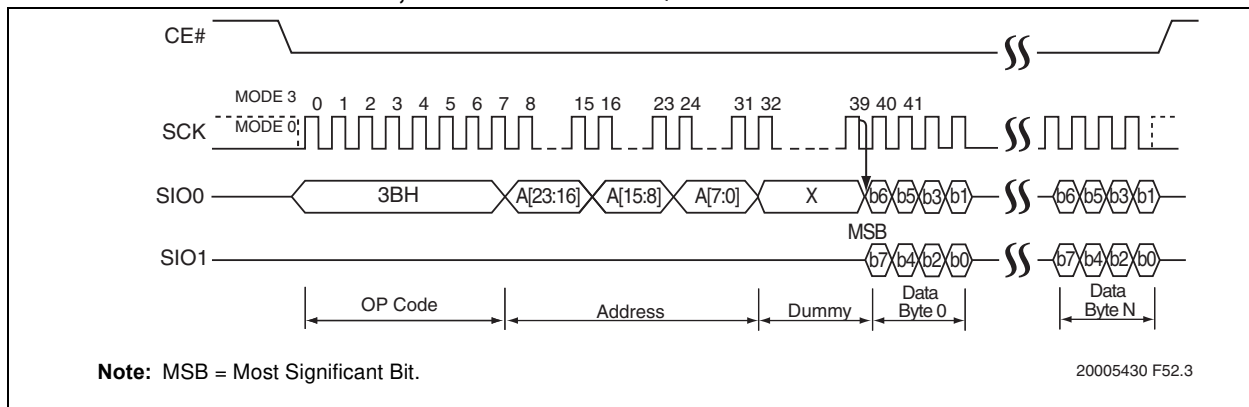 CE#
MODE 3
0 1 2 3 4 5 6 7 8 15 16 23 24 31 32 39 40 41
SCK
MODE 0
SIO0
3BH
A[23:16]
A[15:8]
A[7:0]
X
b6 b5 b3 b1
b6 b5 b3 b1
MSB
SIO1
b7 b4 b2 b0
b7 b4 b2 b0
OP Code
Address
Dummy
Data
Byte 0
Data
Byte N
Note: MSB = Most Significant Bit.
20005430 F52.3